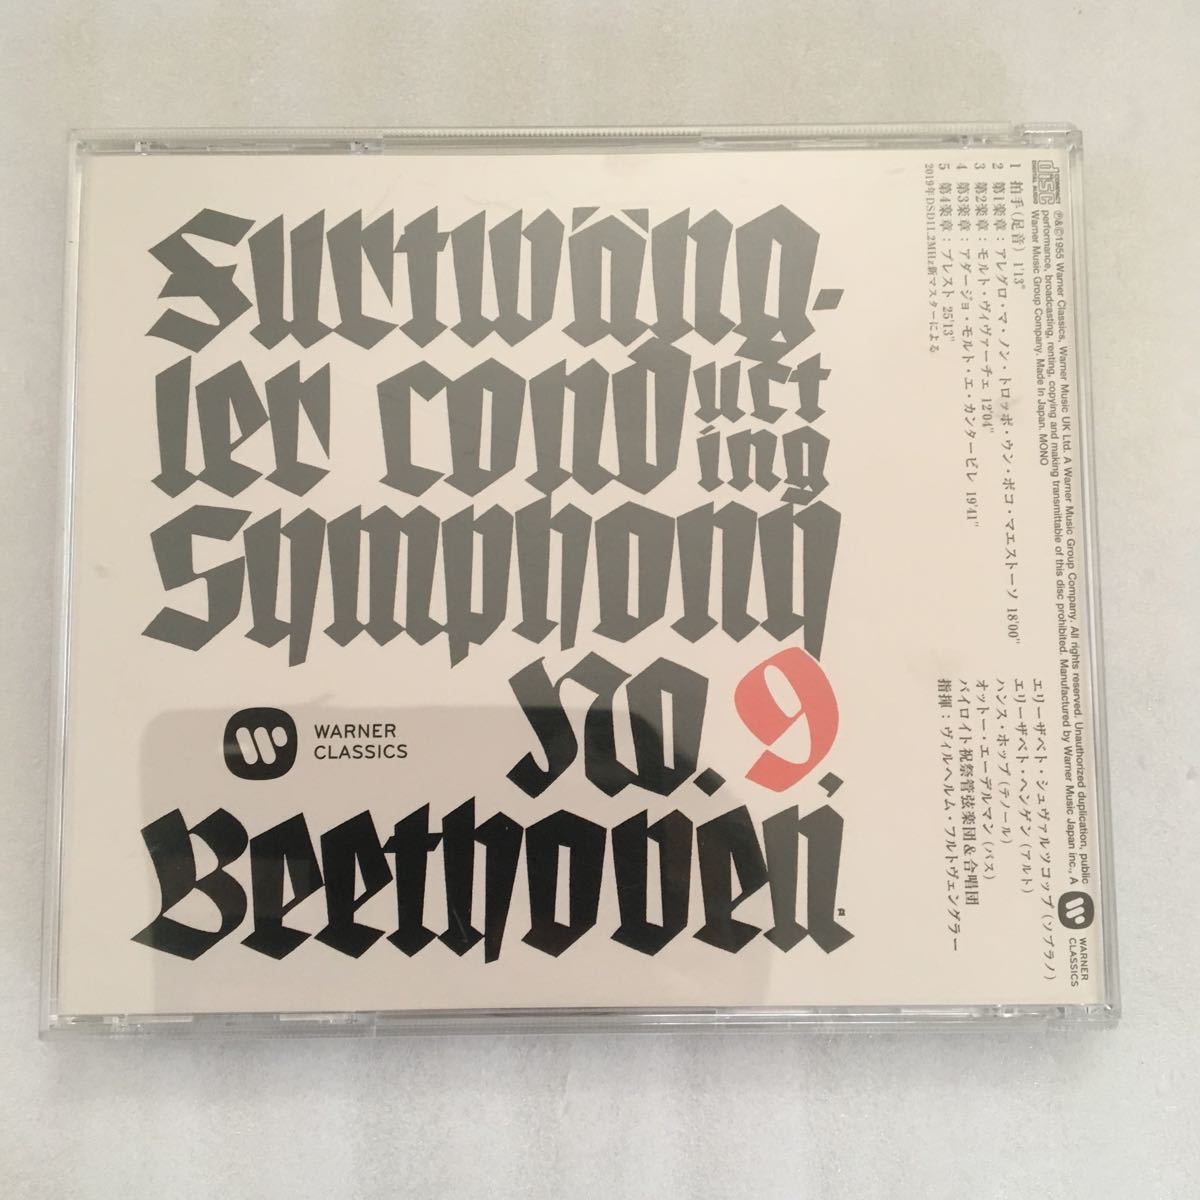 Furtwäng-
ler conducting
Symphony
no. 9.
Beethoven.
WARNER
CLASSICS
1 拍手(足音) 1'13"
2 第1楽章：アレグロ・マ・ノン・トロッポ・ウン・ポコ・マエストーソ 18'00"
3 第2楽章：モルト・ヴィヴァーチェ 12'04"
4 第3楽章：アダージョ・モルト・エ・カンタービレ 19'41"
5 第4楽章：プレスト 25'13"
2019年DSD11.2MHz新マスターによる
エリーザベト・シュヴァルツコップ(ソプラノ)
エリーザベト・ヘンゲン(アルト)
ハンス・ホップ(テノール)
オットー・エーデルマン(バス)
バイロイト祝祭管弦楽団＆合唱団
指揮：ヴィルヘルム・フルトヴェングラー
COMPACT
disc
DIGITAL AUDIO
℗&©1955 Warner Classics, Warner Music UK Ltd. A Warner Music Group Company. All rights reserved. Unauthorized duplication, public
performance, broadcasting, renting, copying and making transmittable of this disc prohibited. Manufactured by Warner Music Japan inc., A
Warner Music Group Company. Made In Japan. MONO
WARNER
CLASSICS